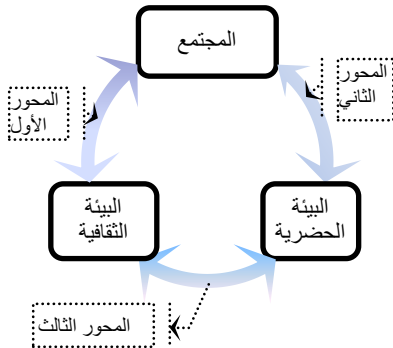 المجتمع
المحور
الثاني
المحور
الأول
البيئة
الحضرية
البيئة
الثقافية
المحور الثالث